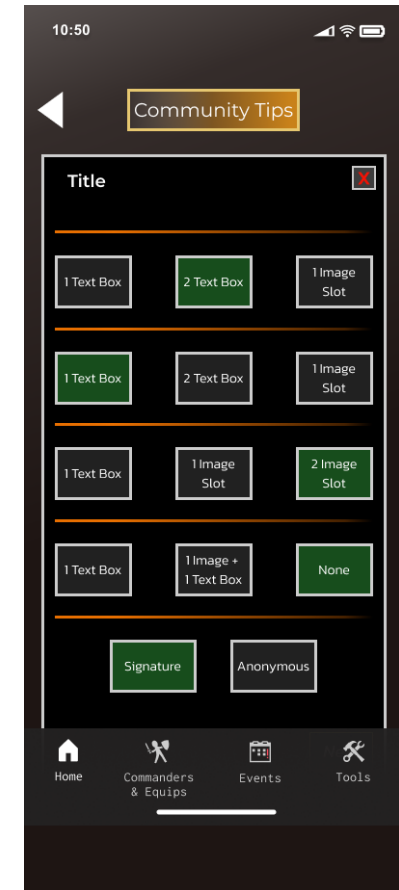 10:50
Community Tips
Title
X
1 Text Box
2 Text Box
1 Image
Slot
1 Text Box
2 Text Box
1 Image
Slot
1 Text Box
1 Image
Slot
2 Image
Slot
1 Text Box
1 Image +
1 Text Box
None
Signature
Anonymous
Home
Commanders
& Equips
Events
Tools